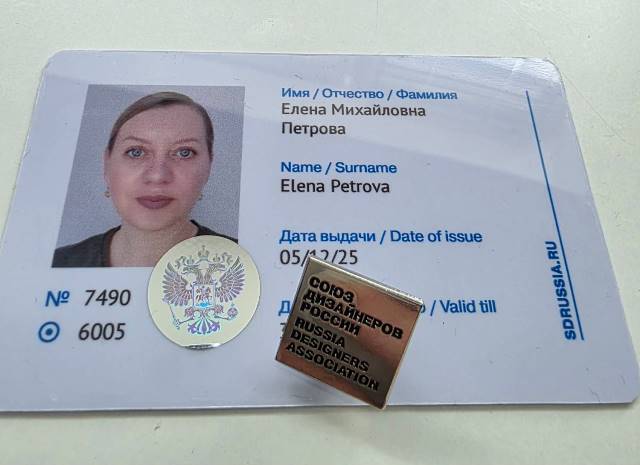 Имя / Отчество / Фамилия
Елена Михайловна
Петрова
Name / Surname
Elena Petrova
Дата выдачи / Date of issue
05/12/25
/ Valid till
№ 7490
6005
SDRUSSIA.RU
СОЮЗ
ДИЗАЙНЕРОВ
РОССИИ
RUSSIA
DESIGNERS
ASSOCIATION